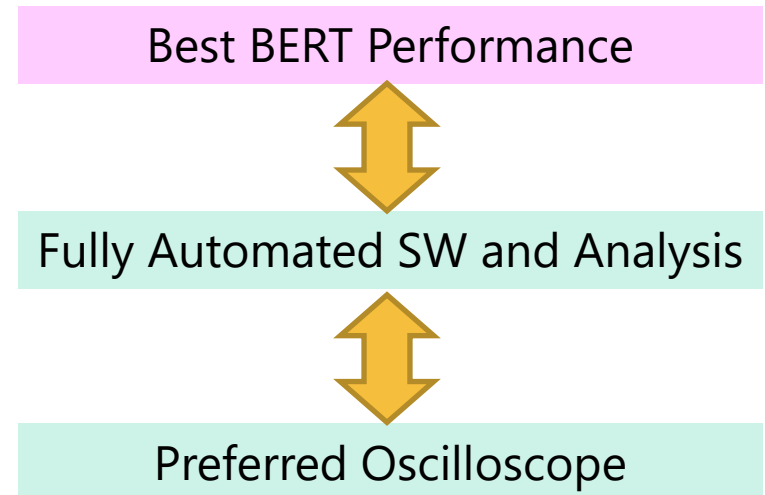 Best BERT Performance
Fully Automated SW and Analysis
Preferred Oscilloscope